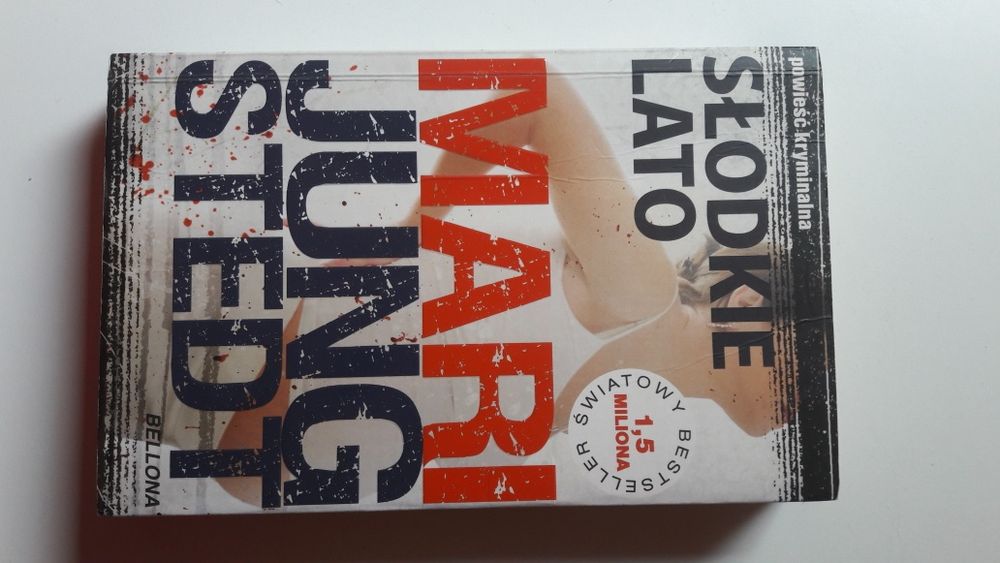 powieść kryminalna
SŁODKIE
LATO
ŚWIATOWY BESTSELLER
1,5
MILIONA
MARI
JUNG
STEDT
BELLONA